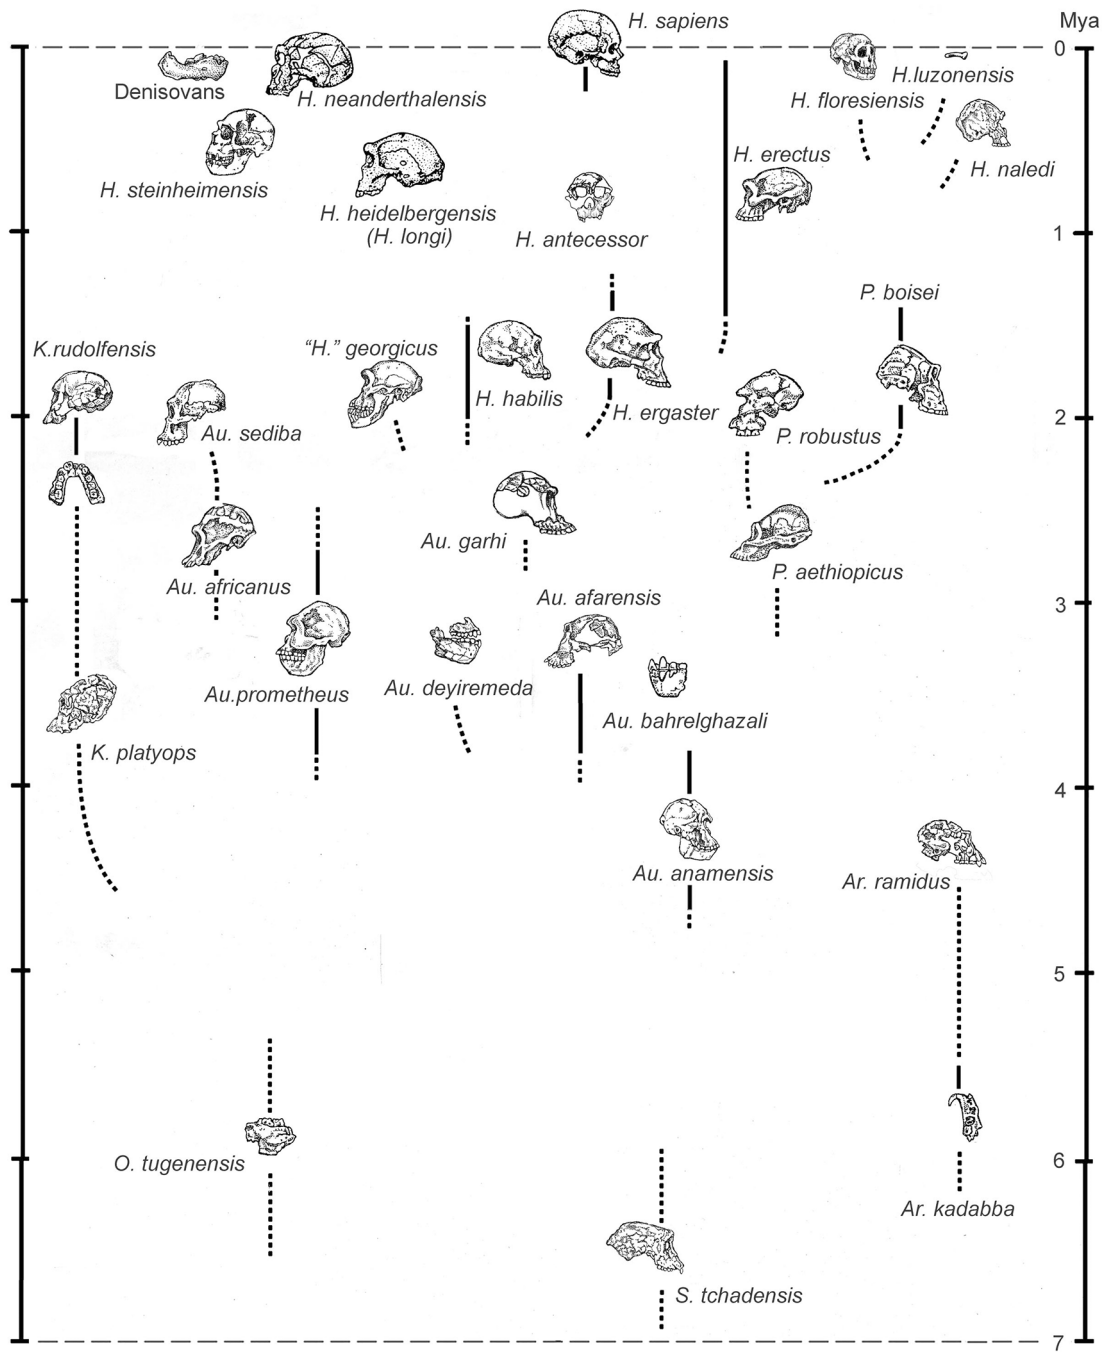 H. sapiens
Mya
0
Denisovans
H. neanderthalensis
H.luzonensis
H. floresiensis
H. erectus
H. naledi
H. steinheimensis
H. heidelbergensis
(H. longi)
H. antecessor
1
P. boisei
K.rudolfensis
“H.” georgicus
H. habilis
H. ergaster
2
Au. sediba
P. robustus
Au. garhi
P. aethiopicus
Au. africanus
Au. afarensis
3
Au.prometheus
Au. deyiremeda
Au. bahrelghazali
K. platyops
4
Au. anamensis
Ar. ramidus
5
O. tugenensis
6
Ar. kadabba
S. tchadensis
7